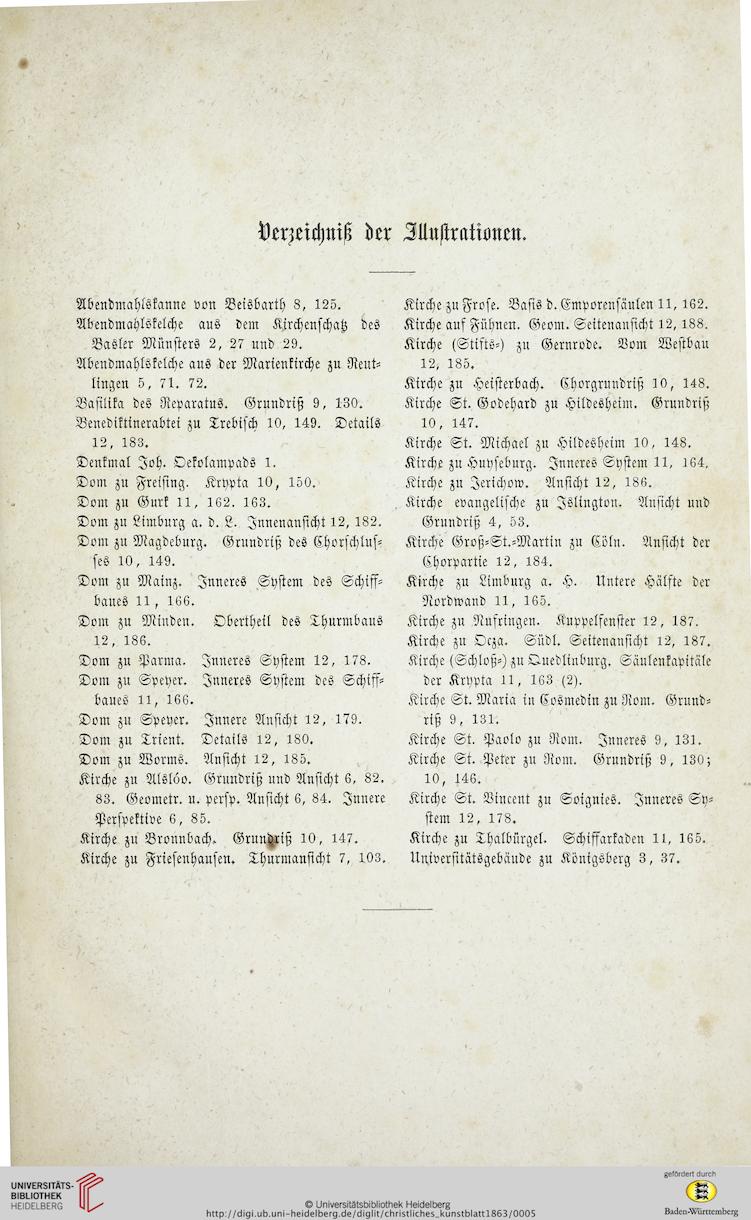 Verzeichniß der Illustrationen.
Abendmahlskanne von Beisbarth 8, 125.
Abendmahlskelche aus dem Kirchenschatz des
Basler Münsters 2, 27 und 29.
Abendmahlskelche aus der Marienkirche zu Reut-
lingen 5, 71. 72.
Basilika des Reparatus. Grundriß 9, 130.
Benediktinerabtei zu Trebitsch 10, 149. Details
12, 183.
Denkmal Joh. Oekolampads 1.
Dom zu Freising. Krypta 10, 150.
Dom zu Gurk 11, 162. 163.
Dom zu Limburg a. d. L. Innenansicht 12, 182.
Dom zu Magdeburg. Grundriß des Chorschlus-
ses 10, 149.
Dom zu Mainz. Inneres System des Schiff-
baues 11, 166.
Dom zu Minden. Obertheil des Thurmbaus
12, 186.
Dom zu Parma. Inneres System 12, 178.
Dom zu Speyer. Inneres System des Schiff-
baues 11, 166.
Dom zu Speyer. Innere Ansicht 12, 179.
Dom zu Trient. Details 12, 180.
Dom zu Worms. Ansicht 12, 185.
Kirche zu Alslóo. Grundriß und Ansicht 6, 82.
83. Geometr. u. persp. Ansicht 6, 84. Innere
Perspektive 6, 85.
Kirche zu Bronnbach. Grundriß 10, 147.
Kirche zu Friesenhausen. Thurmansicht 7, 103.
Kirche zu Frose. Basis d. Emporensäulen 11, 162.
Kirche auf Fühnen. Geom. Seitenansicht 12, 188.
Kirche (Stifts-) zu Gernrode. Vom Westbau
12, 185.
Kirche zu Heisterbach. Chorgrundriß 10, 148.
Kirche St. Godehard zu Hildesheim. Grundriß
10, 147.
Kirche St. Michael zu Hildesheim 10, 148.
Kirche zu Huyseburg. Inneres System 11, 164.
Kirche zu Jerichow. Ansicht 12, 186.
Kirche evangelische zu Islington. Ansicht und
Grundriß 4, 53.
Kirche Groß-St.-Martin zu Cöln. Ansicht der
Chorpartie 12, 184.
Kirche zu Limburg a. H. Untere Hälfte der
Nordwand 11, 165.
Kirche zu Nufringen. Kuppelfenster 12, 187.
Kirche zu Ocza. Südl. Seitenansicht 12, 187.
Kirche (Schloß-) zu Quedlinburg. Säulenkapitäle
der Krypta 11, 163 (2).
Kirche St. Maria in Cosmedin zu Rom. Grund-
riß 9, 131.
Kirche St. Paolo zu Rom. Inneres 9, 131.
Kirche St. Peter zu Rom. Grundriß 9, 130;
10, 146.
Kirche St. Vincent zu Soignies. Inneres Sy-
stem 12, 178.
Kirche zu Thalbürgel. Schiffarkaden 11, 165.
Universitätsgebäude zu Königsberg 3, 37.
UNIVERSITÄTS-
BIBLIOTHEK
HEIDELBERG
© Universitätsbibliothek Heidelberg
http://digi.ub.uni-heidelberg.de/diglit/christliches_kunstblatt1863/0005
gefördert durch
Baden-Württemberg